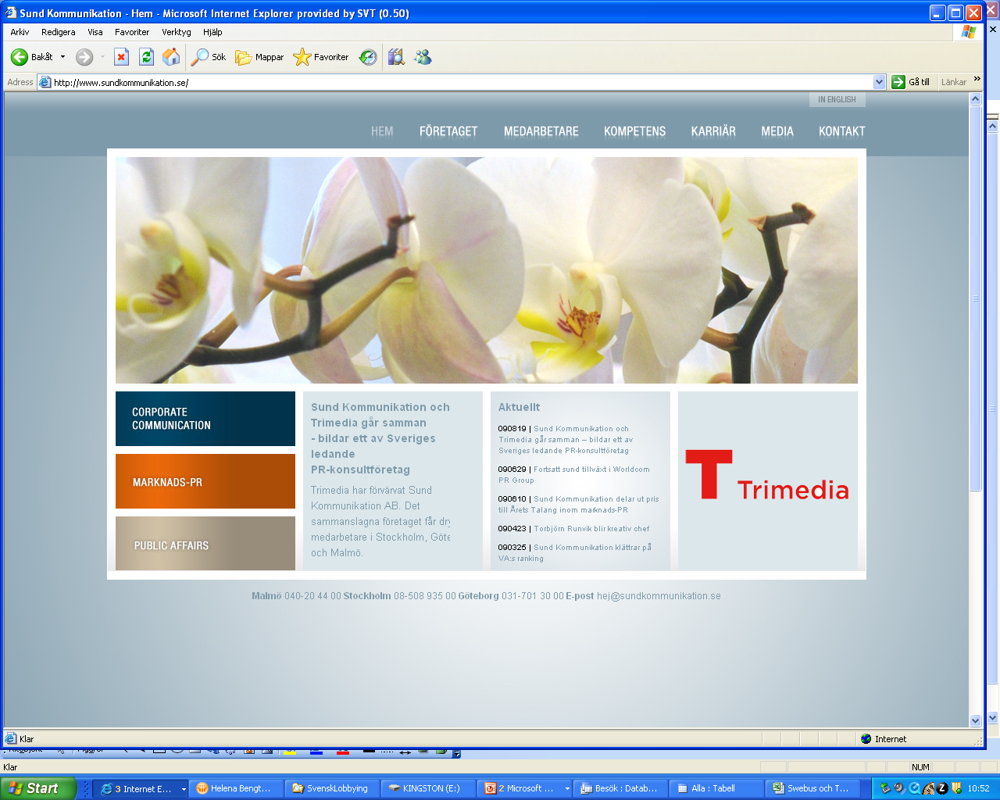 Sund Kommunikation - Hem - Microsoft Internet Explorer provided by SVT (0.50)
Arkiv Redigera Visa Favoriter Verktyg Hjälp
Bakåt Sök Mappar Favoriter
Adress http://www.sundkommunikation.se/ Gå till Länkar
IN ENGLISH
HEM FÖRETAGET MEDARBETARE KOMPETENS KARRIÄR MEDIA KONTAKT
CORPORATE
COMMUNICATION
MARKNADS-PR
PUBLIC AFFAIRS
Sund Kommunikation och
Trimedia går samman
- bildar ett av Sveriges
ledande
PR-konsultföretag
Trimedia har förvärvat Sund
Kommunikation AB. Det
sammanslagna företaget får dry
medarbetare i Stockholm, Göte
och Malmö.
Aktuellt
090819 | Sund Kommunikation och
Trimedia går samman – bildar ett av
Sveriges ledande PR-konsultföretag
090629 | Fortsatt sund tillväxt i Worldcom
PR Group
090610 | Sund Kommunikation delar ut pris
till Årets Talang inom marknads-PR
090423 | Torbjörn Runvik blir kreativ chef
090325 | Sund Kommunikation klättrar på
VA:s ranking
T Trimedia
Malmö 040-20 44 00 Stockholm 08-508 935 00 Göteborg 031-701 30 00 E-post hej@sundkommunikation.se
Klar Internet
Klar NUM
Start 3 Internet E... Helena Bengt... SvenskLobbying KINGSTON (E:) 2 Microsoft ... Besök : Datab... Alla : Tabell Swebus och T... 10:52